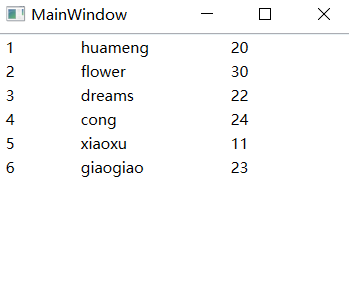 MainWindow
1 huameng 20
2 flower 30
3 dreams 22
4 cong 24
5 xiaoxu 11
6 giaogiao 23